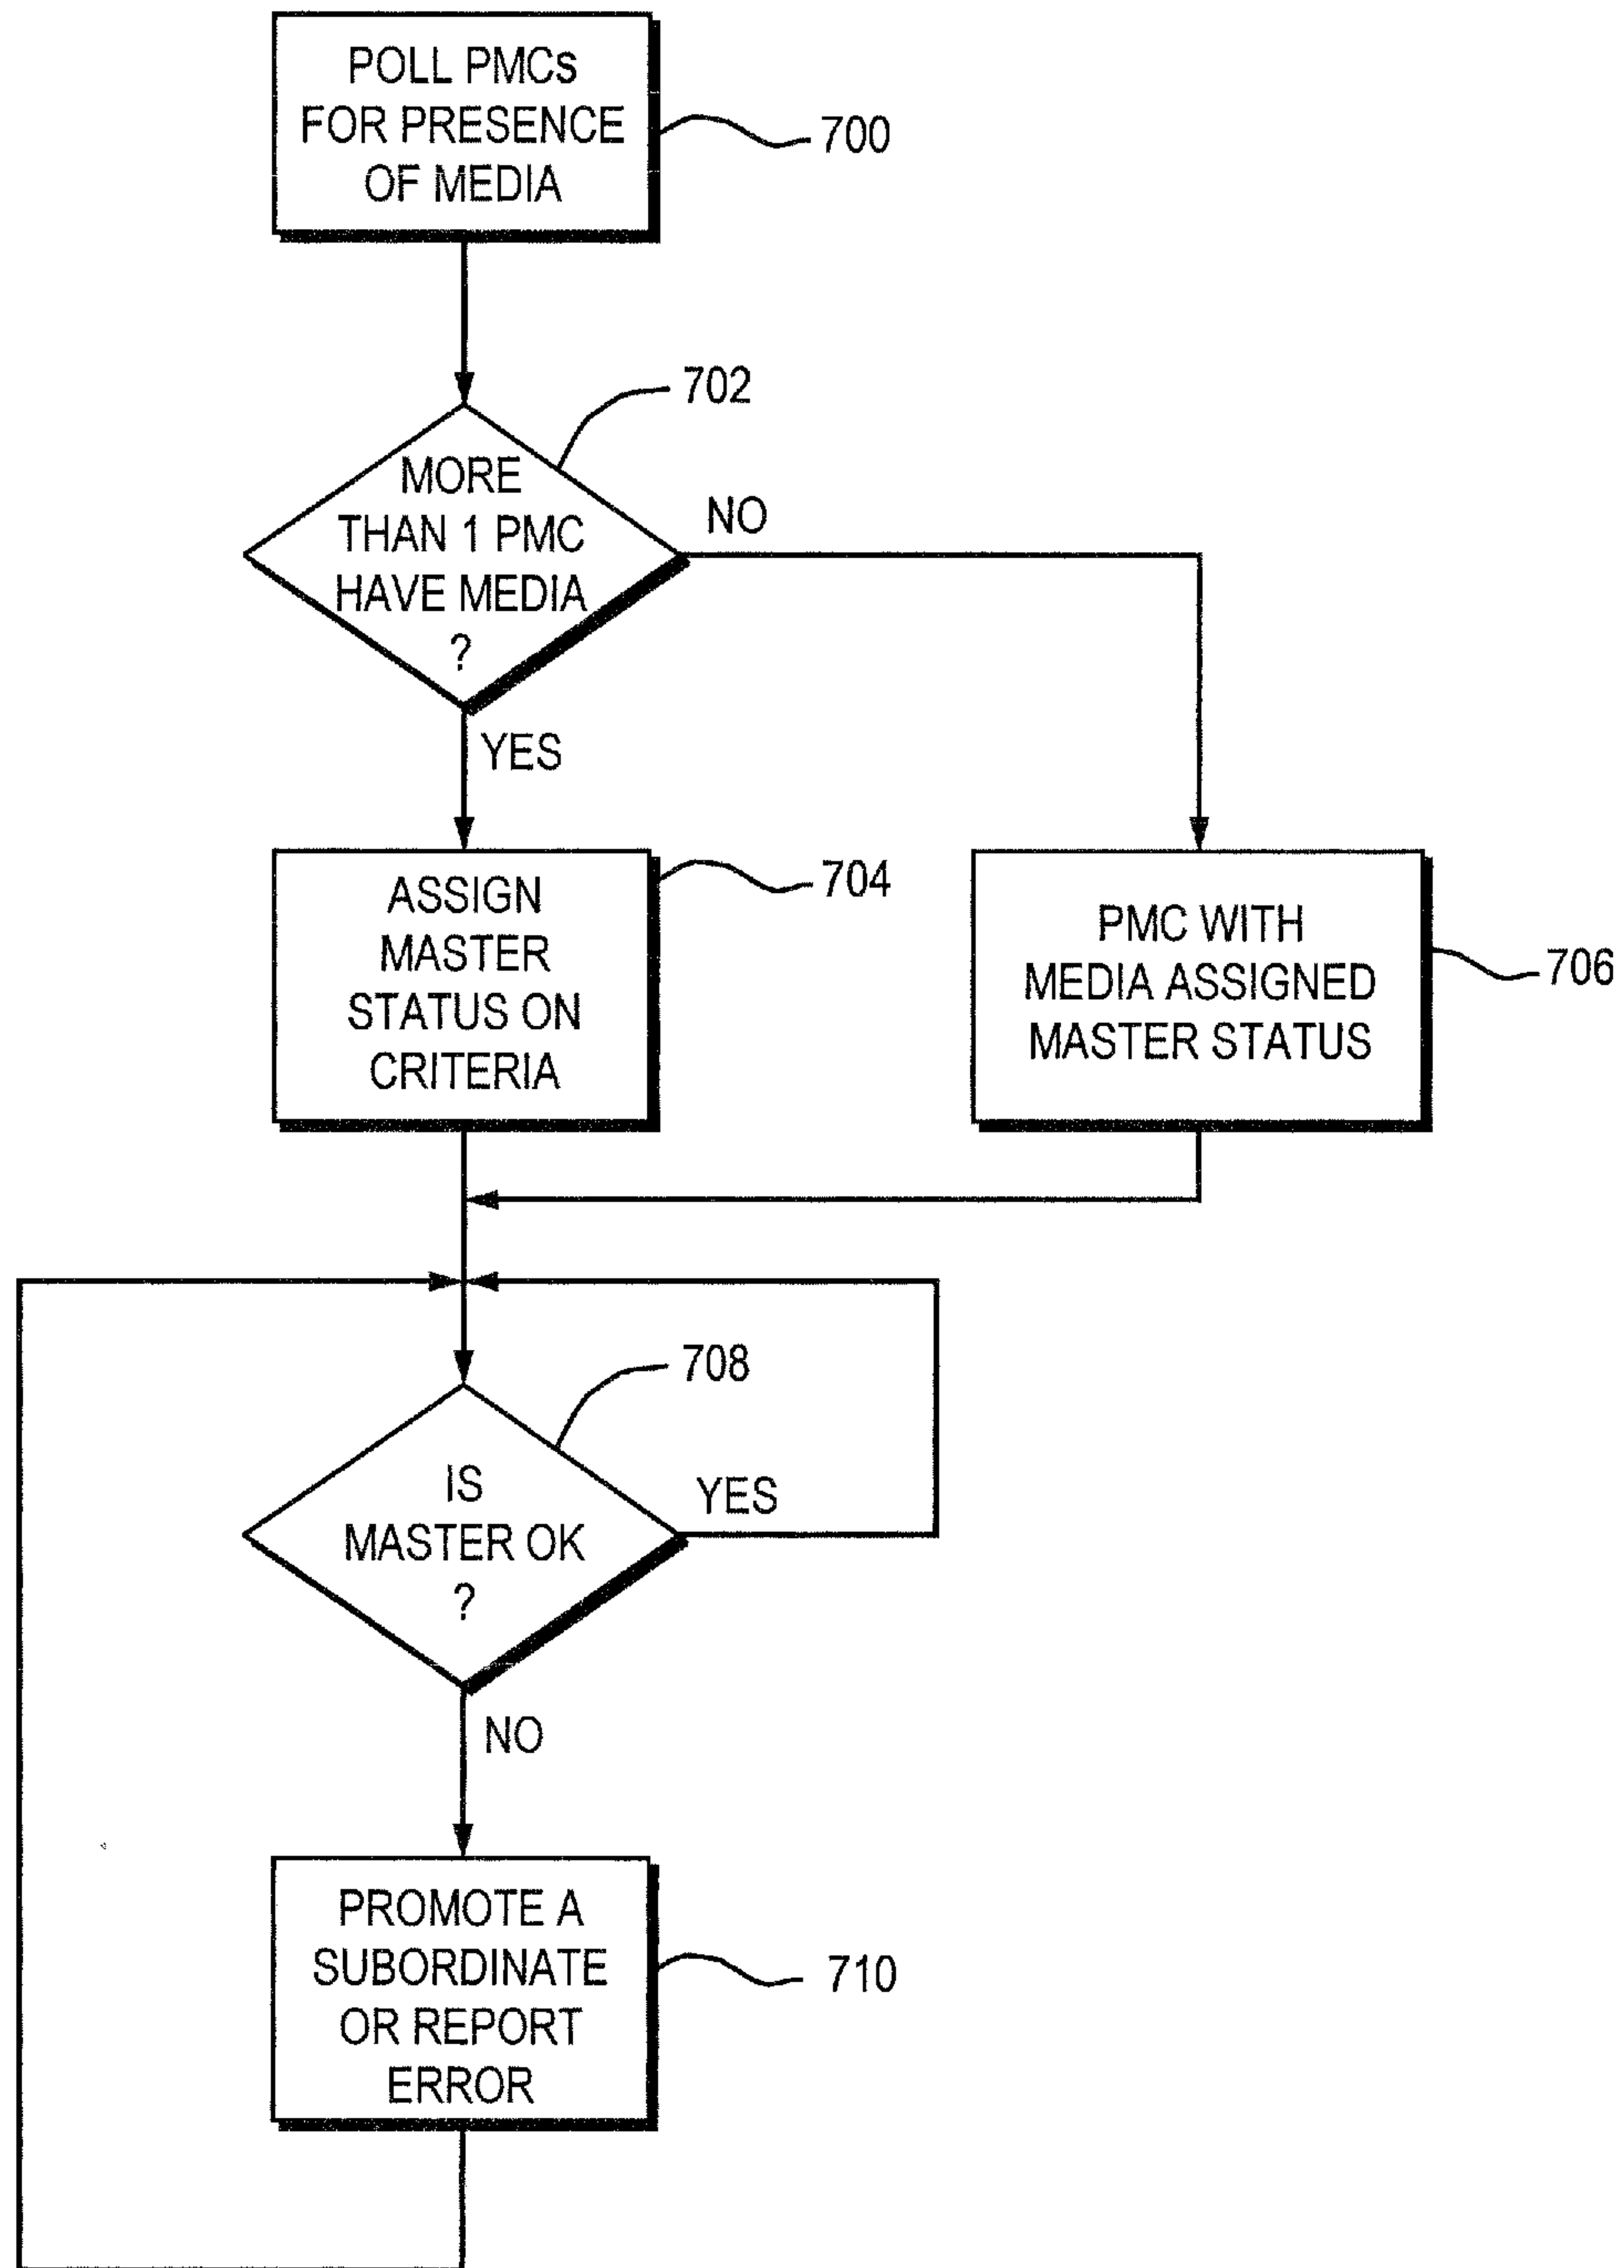 POLL PMCs
FOR PRESENCE
OF MEDIA
700
702
MORE
THAN 1 PMC
HAVE MEDIA
?
NO
YES
ASSIGN
MASTER
STATUS ON
CRITERIA
704
PMC WITH
MEDIA ASSIGNED
MASTER STATUS
706
708
IS
MASTER OK
?
YES
NO
PROMOTE A
SUBORDINATE
OR REPORT
ERROR
710